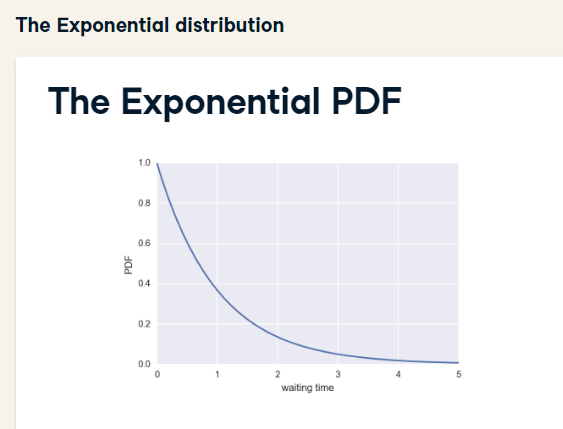 The Exponential distribution
The Exponential PDF
1.0
0.8
0.6
0.4
0.2
0.0
PDF
0 1 2 3 4 5
waiting time